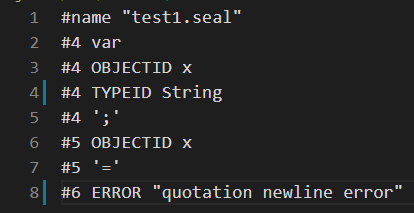 1 #name "test1.seal"
2 #4 var
3 #4 OBJECTID x
4 #4 TYPEID String
5 #4 ';'
6 #5 OBJECTID x
7 #5 '='
8 #6 ERROR "quotation newline error"